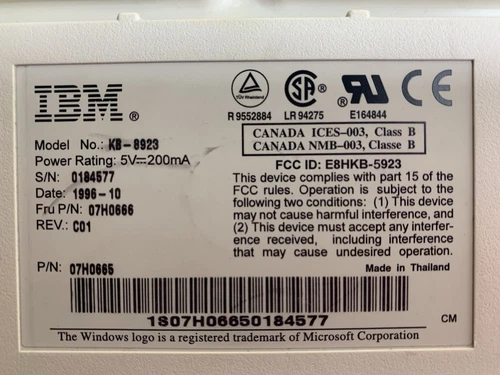 IBM®
Model No.: KB-8923
Power Rating: 5V⎓200mA
S/N: 0184577
Date: 1996-10
Fru P/N: 07H0666
REV.: C01
P/N: 07H0665
TÜV Rheinland
R 9552884
SA ®
LR 94275
RU ®
E164844
CE
CANADA ICES-003, Class B
CANADA NMB-003, Classe B
FCC ID: E8HKB-5923
This device complies with part 15 of the
FCC rules. Operation is subject to the
following two conditions: (1) This device
may not cause harmful interference, and
(2) This device must accept any interfer-
ence received, including interference
that may cause undesired operation.
Made in Thailand
1S07H06650184577
CM
The Windows logo is a registered trademark of Microsoft Corporation